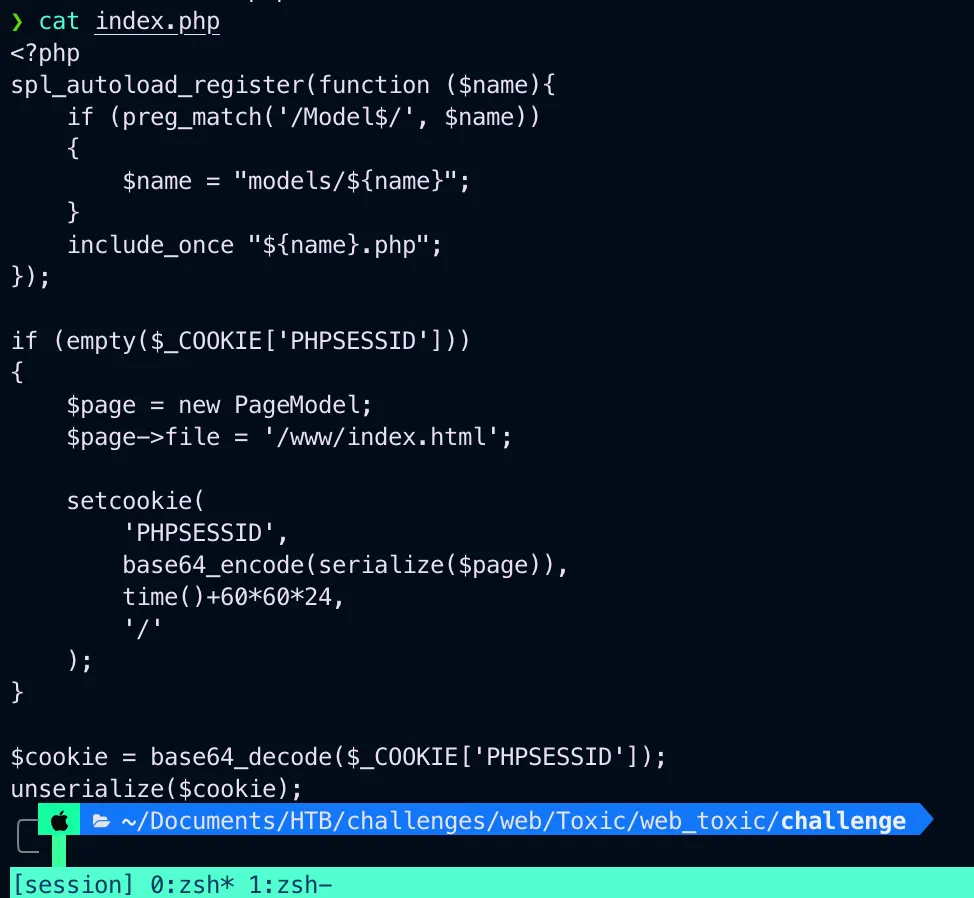 ❯ cat index.php
<?php
spl_autoload_register(function ($name){
    if (preg_match('/Model$/', $name))
    {
        $name = "models/${name}";
    }
    include_once "${name}.php";
});

if (empty($_COOKIE['PHPSESSID']))
{
    $page = new PageModel;
    $page->file = '/www/index.html';

    setcookie(
        'PHPSESSID',
        base64_encode(serialize($page)),
        time()+60*60*24,
        '/'
    );
}

$cookie = base64_decode($_COOKIE['PHPSESSID']);
unserialize($cookie);
~/Documents/HTB/challenges/web/Toxic/web_toxic/challenge
[session] 0:zsh* 1:zsh-